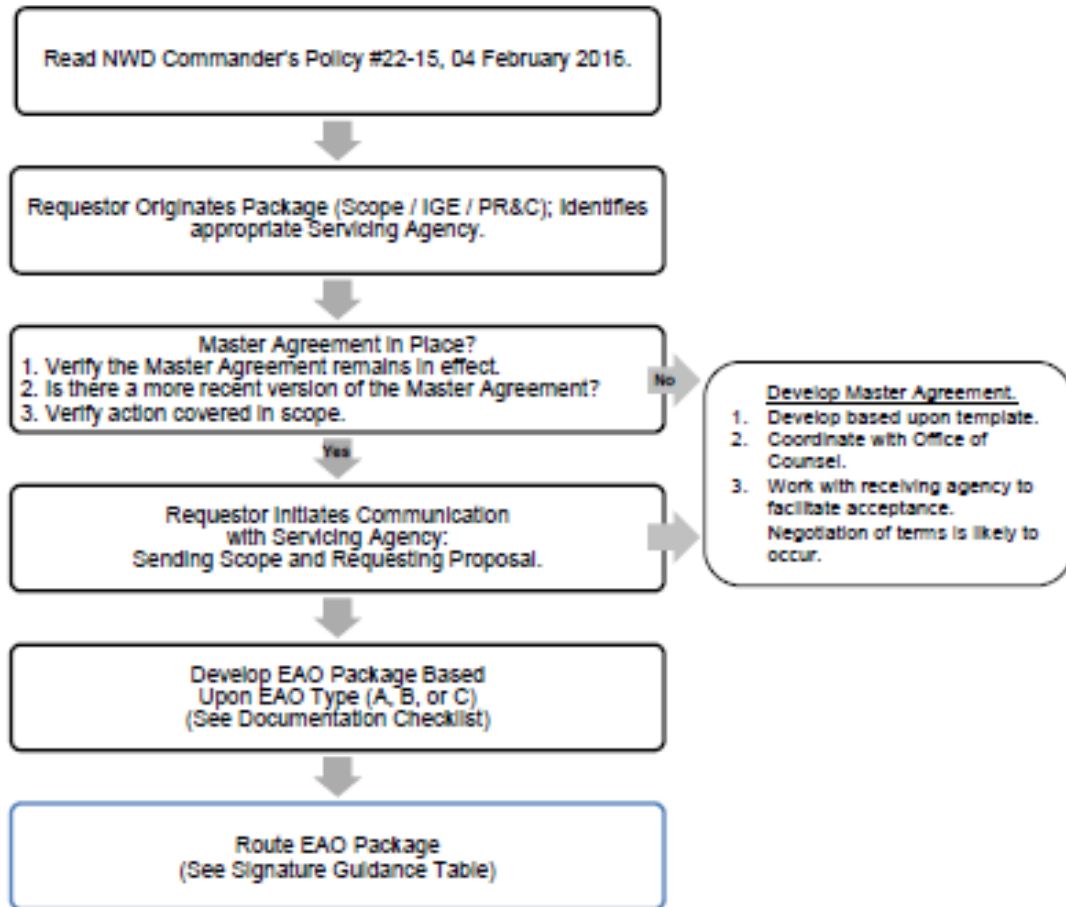 Read NWD Commander's Policy #22-15, 04 February 2016.
Requestor Originates Package (Scope / IGE / PR&C); Identifies
appropriate Servicing Agency.
Master Agreement in Place?
1. Verify the Master Agreement remains in effect.
2. Is there a more recent version of the Master Agreement?
3. Verify action covered in scope.
No
Develop Master Agreement.
1. Develop based upon template.
2. Coordinate with Office of
Counsel.
3. Work with receiving agency to
facilitate acceptance.
Negotiation of terms is likely to
occur.
Yes
Requestor Initiates Communication
with Servicing Agency:
Sending Scope and Requesting Proposal.
Develop EAO Package Based
Upon EAO Type (A, B, or C)
(See Documentation Checklist)
Route EAO Package
(See Signature Guidance Table)